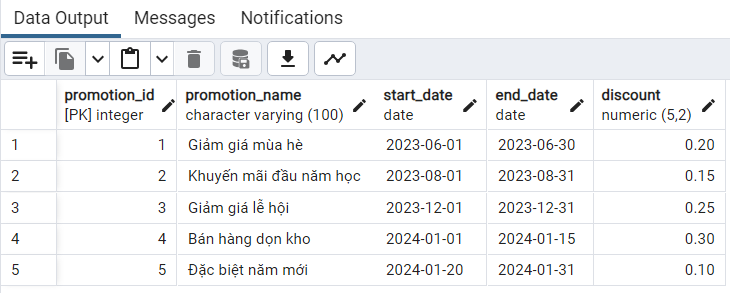 Data Output Messages Notifications
promotion_id promotion_name start_date end_date discount
[PK] integer character varying (100) date date numeric (5,2)
1 1 Giảm giá mùa hè 2023-06-01 2023-06-30 0.20
2 2 Khuyến mãi đầu năm học 2023-08-01 2023-08-31 0.15
3 3 Giảm giá lễ hội 2023-12-01 2023-12-31 0.25
4 4 Bán hàng dọn kho 2024-01-01 2024-01-15 0.30
5 5 Đặc biệt năm mới 2024-01-20 2024-01-31 0.10